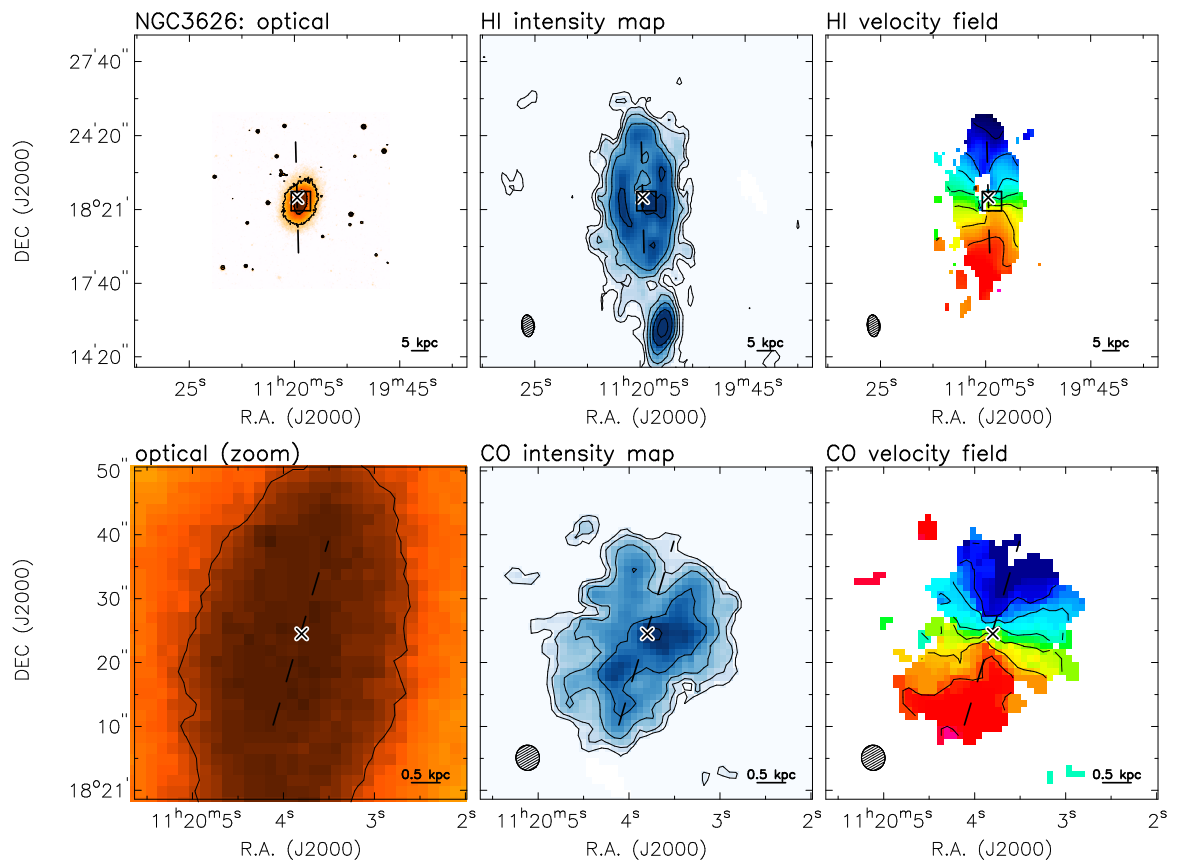 NGC3626: optical
HI intensity map
HI velocity field
DEC (J2000)
27'40"
24'20"
18°21'
17'40"
14'20"
5 kpc
5 kpc
5 kpc
25s 11h20m5s 19m45s
25s 11h20m5s 19m45s
25s 11h20m5s 19m45s
R.A. (J2000)
R.A. (J2000)
R.A. (J2000)
optical (zoom)
CO intensity map
CO velocity field
DEC (J2000)
50"
40"
30"
20"
10"
18°21'
0.5 kpc
0.5 kpc
0.5 kpc
11h20m5s 4s 3s 2s
11h20m5s 4s 3s 2s
11h20m5s 4s 3s 2s
R.A. (J2000)
R.A. (J2000)
R.A. (J2000)